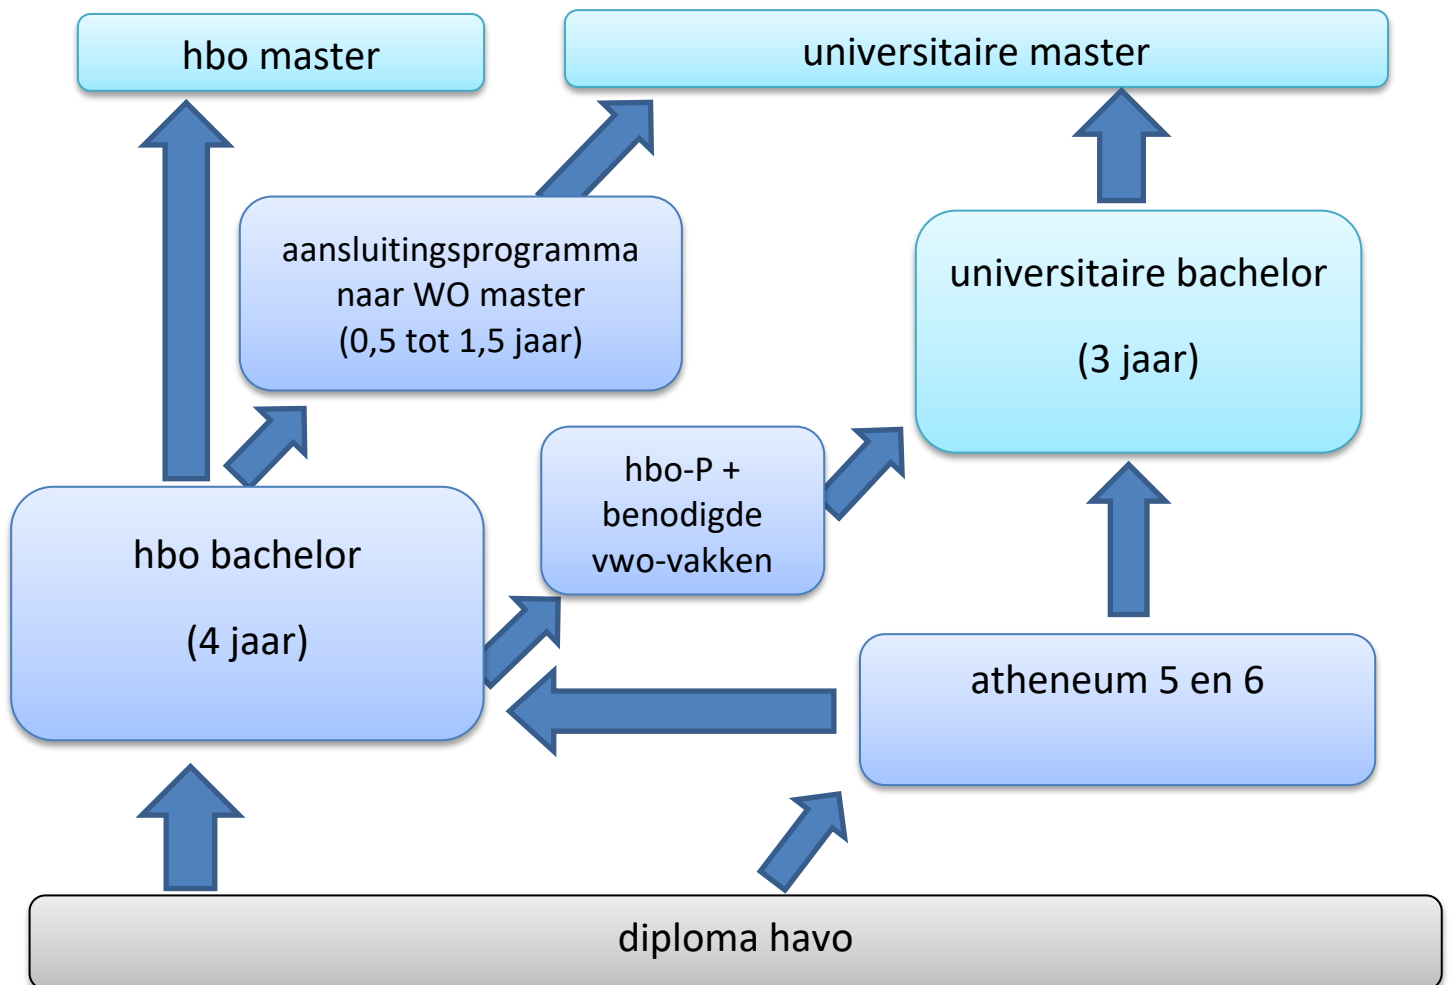 hbo master
universitaire master
aansluitingsprogramma
naar WO master
(0,5 tot 1,5 jaar)
universitaire bachelor
(3 jaar)
hbo-P +
benodigde
vwo-vakken
hbo bachelor
(4 jaar)
atheneum 5 en 6
diploma havo